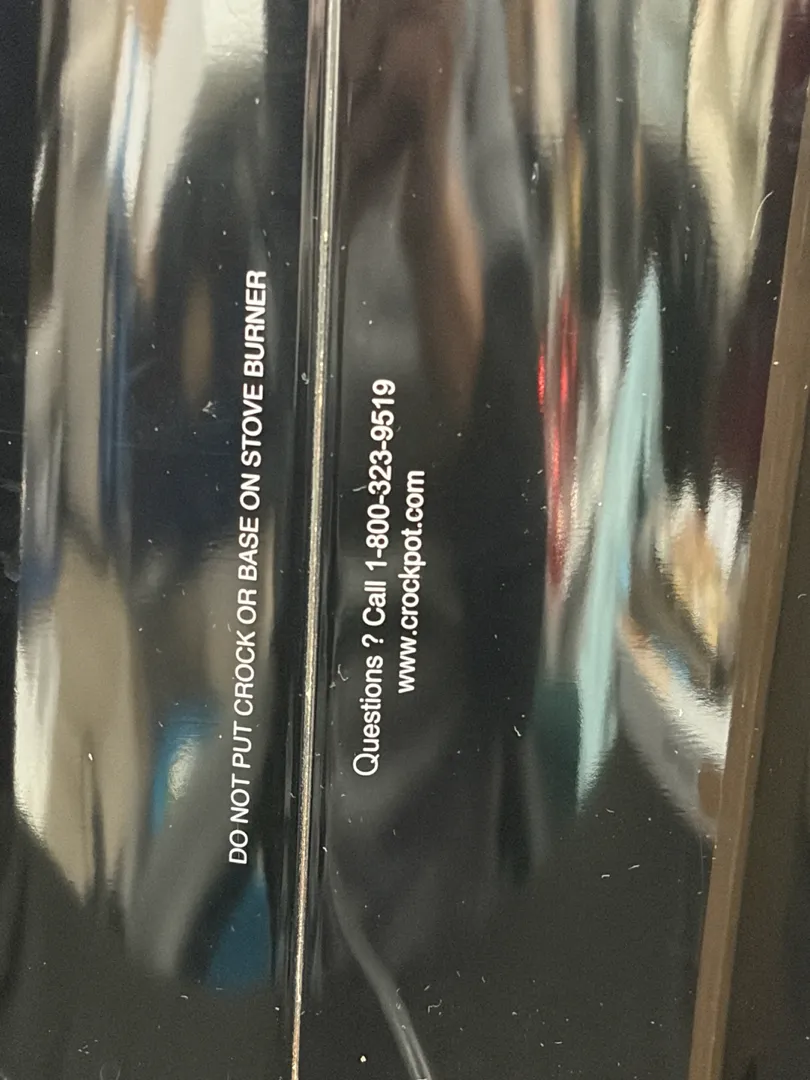 DO NOT PUT CROCK OR BASE ON STOVE BURNER
Questions ? Call 1-800-323-9519
www.crockpot.com